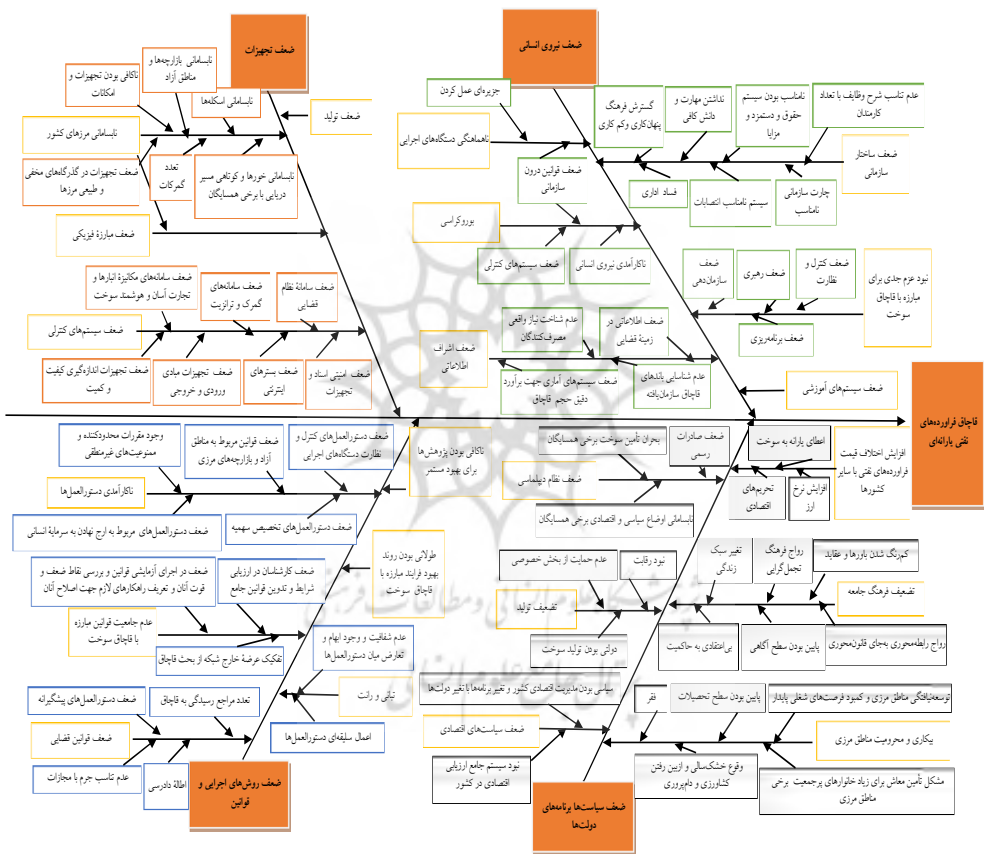 ضعف نیروی انسانی
ضعف تجهیزات
نابسامانی بازارچه‌ها و
مناطق آزاد
ناکافی بودن تجهیزات و
امکانات
نابسامانی اسکله‌ها
ضعف تولید
نابسامانی مرزهای کشور
ضعف تجهیزات در گذرگاه‌های مخفی
و طبیعی مرزها
تعدد
گمرکات
نابسامانی خورها و کوتاهی مسیر
دریایی با برخی همسایگان
ضعف مبارزهٔ فیزیکی
ضعف سامانه‌های مکانیزهٔ انبارها و
تجارت آسان و هوشمند سوخت
ضعف سامانه‌های
گمرک و ترانزیت
ضعف سامانهٔ نظام
قضایی
ضعف سیستم‌های کنترلی
ضعف تجهیزات اندازه‌گیری کیفیت
و کمیت
ضعف تجهیزات مبادی
ورودی و خروجی
ضعف بسترهای
اینترنتی
ضعف امنیتی اسناد و
تجهیزات
جزیره‌ای عمل کردن
ناهماهنگی دستگاه‌های اجرایی
گسترش فرهنگ
پنهان‌کاری وکم کاری
نداشتن مهارت و
دانش کافی
نامناسب بودن سیستم
حقوق و دستمزد و
مزایا
عدم تناسب شرح وظایف با تعداد
کارمندان
ضعف ساختار
سازمانی
ضعف قوانین درون
سازمانی
فساد اداری
سیستم نامناسب انتصابات
چارت سازمانی
نامناسب
بوروکراسی
ضعف سیستم‌های کنترلی
ناکارآمدی نیروی انسانی
ضعف
سازمان‌دهی
ضعف رهبری
ضعف کنترل و
نظارت
نبود عزم جدی برای
مبارزه با قاچاق
سوخت
ضعف برنامه‌ریزی
ضعف اشراف
اطلاعاتی
عدم شناخت نیاز واقعی
مصرف‌کنندگان
ضعف اطلاعاتی در
زمینهٔ قضایی
ضعف سیستم‌های آماری جهت برآورد
دقیق حجم قاچاق
عدم شناسایی باندهای
قاچاق سازمان‌یافته
ضعف سیستم‌های آموزشی
قاچاق فراورده‌های
نفتی یارانه‌ای
وجود مقررات محدودکننده و
ممنوعیت‌های غیرمنطقی
ضعف قوانین مربوط به مناطق
آزاد و بازارچه‌های مرزی
ضعف دستورالعمل‌های کنترل و
نظارت دستگاه‌های اجرایی
ناکافی بودن پژوهش‌ها
برای بهبود مستمر
ناکارآمدی دستورالعمل‌ها
ضعف دستورالعمل‌های مربوط به ارج نهادن به سرمایهٔ انسانی
ضعف دستورالعمل‌های تخصیص سهمیه
طولانی بودن روند
بهبود فرایند مبارزه با
قاچاق سوخت
ضعف در اجرای آزمایشی قوانین و بررسی نقاط ضعف و
قوت آنان و تعریف راهکارهای لازم جهت اصلاح آنان
ضعف کارشناسان در ارزیابی
شرایط و تدوین قوانین جامع
عدم جامعیت قوانین مبارزه
با قاچاق سوخت
تفکیک عرضهٔ خارج شبکه از بحث قاچاق
عدم شفافیت و وجود ابهام و
تعارض میان دستورالعمل‌ها
تبانی و رانت
اعمال سلیقه‌ای دستورالعمل‌ها
ضعف دستورالعمل‌های پیشگیرانه
تعدد مراجع رسیدگی به قاچاق
ضعف قوانین قضایی
عدم تناسب جرم با مجازات
اطالهٔ دادرسی
ضعف روش‌های اجرایی و
قوانین
بحران تأمین سوخت برخی همسایگان
ضعف صادرات
رسمی
ضعف نظام دیپلماسی
نابسامانی اوضاع سیاسی و اقتصادی برخی همسایگان
اعطای یارانه به سوخت
افزایش اختلاف قیمت
فراورده‌های نفتی با سایر
کشورها
تحریم‌های
اقتصادی
افزایش نرخ
ارز
عدم حمایت از بخش خصوصی
نبود رقابت
تضعیف تولید
دولتی بودن تولید سوخت
تغییر سبک
زندگی
رواج فرهنگ
تجمل‌گرایی
کم‌رنگ شدن باورها و عقاید
تضعیف فرهنگ جامعه
بی‌اعتقادی به حاکمیت
پایین بودن سطح آگاهی
رواج رابطه‌محوری به‌جای قانون‌محوری
سیاسی بودن مدیریت اقتصادی کشور و تغییر برنامه‌ها با تغییر دولت‌ها
ضعف سیاست‌های اقتصادی
نبود سیستم جامع ارزیابی
اقتصادی در کشور
فقر
پایین بودن سطح تحصیلات
توسعه‌نیافتگی مناطق مرزی و کمبود فرصت‌های شغلی پایدار
بیکاری و محرومیت مناطق مرزی
وقوع خشک‌سالی و ازبین رفتن
کشاورزی و دام‌پروری
مشکل تأمین معاش برای زیاد خانوارهای پرجمعیت برخی
مناطق مرزی
ضعف سیاست‌ها برنامه‌های
دولت‌ها
پژوهشگاه علوم انسانی و مطالعات فرهنگی
پرتال جامع علوم انسانی